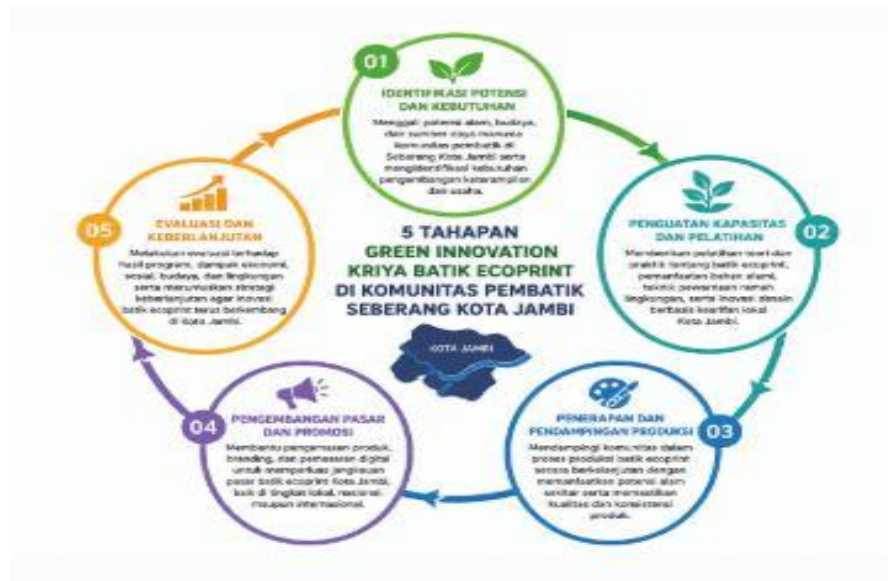 01
IDENTIFIKASI POTENSI
DAN KEBUTUHAN
Menggali potensi alam, budaya,
dan sumber daya manusia
komunitas pembatik di
Seberang Kota Jambi serta
mengidentifikasi kebutuhan
pengembangan keterampilan
dan usaha.
02
PENGUATAN KAPASITAS
DAN PELATIHAN
Memberikan pelatihan teori dan
praktik tentang batik ecoprint,
pemanfaatan bahan alami,
teknik pewarnaan ramah
lingkungan, serta inovasi desain
berbasis kearifan lokal
Kota Jambi.
03
PENERAPAN DAN
PENDAMPINGAN PRODUKSI
Mendampingi komunitas dalam
proses produksi batik ecoprint
secara berkelanjutan dengan
memanfaatkan potensi alam
sekitar serta memastikan
kualitas dan konsistensi
produk.
04
PENGEMBANGAN PASAR
DAN PROMOSI
Membantu pengemasan produk,
branding, dan pemasaran digital
untuk memperluas jangkauan
pasar batik ecoprint Kota Jambi,
baik di tingkat lokal, nasional
maupun internasional.
05
EVALUASI DAN
KEBERLANJUTAN
Melakukan evaluasi terhadap
hasil program, dampak ekonomi,
sosial, budaya, dan lingkungan
serta merumuskan strategi
keberlanjutan agar inovasi
batik ecoprint terus berkembang
di Kota Jambi.
5 TAHAPAN
GREEN INNOVATION
KRIYA BATIK ECOPRINT
DI KOMUNITAS PEMBATIK
SEBERANG KOTA JAMBI
KOTA JAMBI